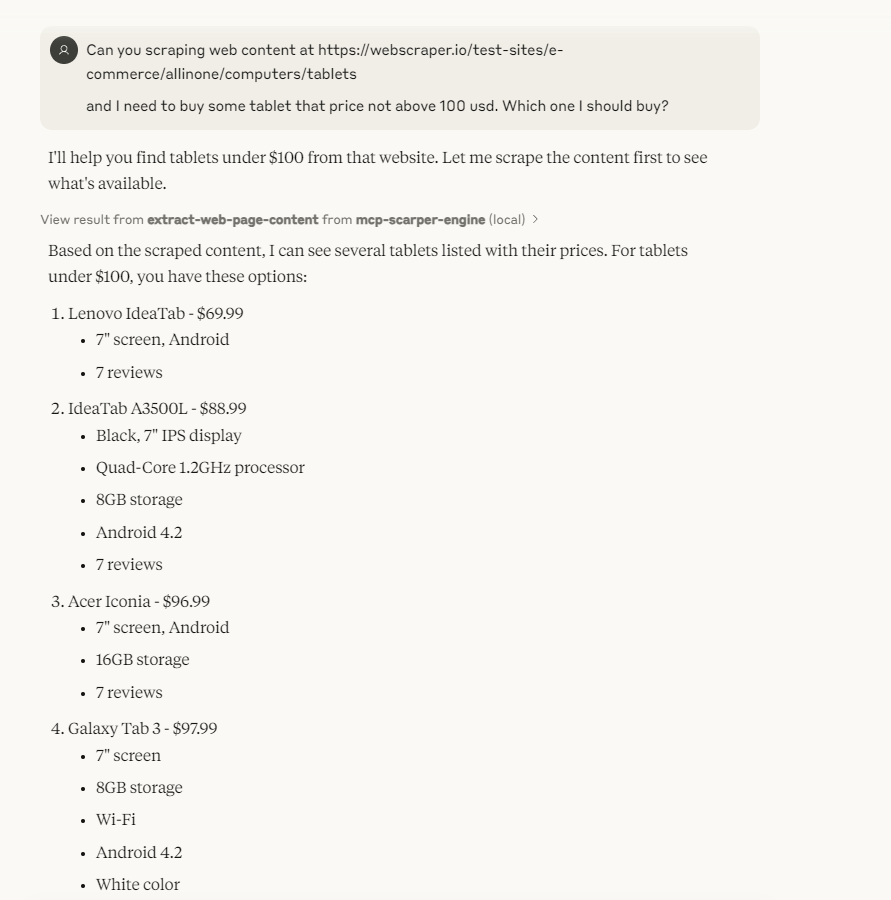 Can you scraping web content at https://webscraper.io/test-sites/e-
commerce/allinone/computers/tablets
and I need to buy some tablet that price not above 100 usd. Which one I should buy?
I'll help you find tablets under $100 from that website. Let me scrape the content first to see
what's available.
View result from extract-web-page-content from mcp-scarper-engine (local)
Based on the scraped content, I can see several tablets listed with their prices. For tablets
under $100, you have these options:
1. Lenovo IdeaTab - $69.99
• 7" screen, Android
• 7 reviews
2. IdeaTab A3500L - $88.99
• Black, 7" IPS display
• Quad-Core 1.2GHz processor
• 8GB storage
• Android 4.2
• 7 reviews
3. Acer Iconia - $96.99
• 7" screen, Android
• 16GB storage
• 7 reviews
4. Galaxy Tab 3 - $97.99
• 7" screen
• 8GB storage
• Wi-Fi
• Android 4.2
• White color